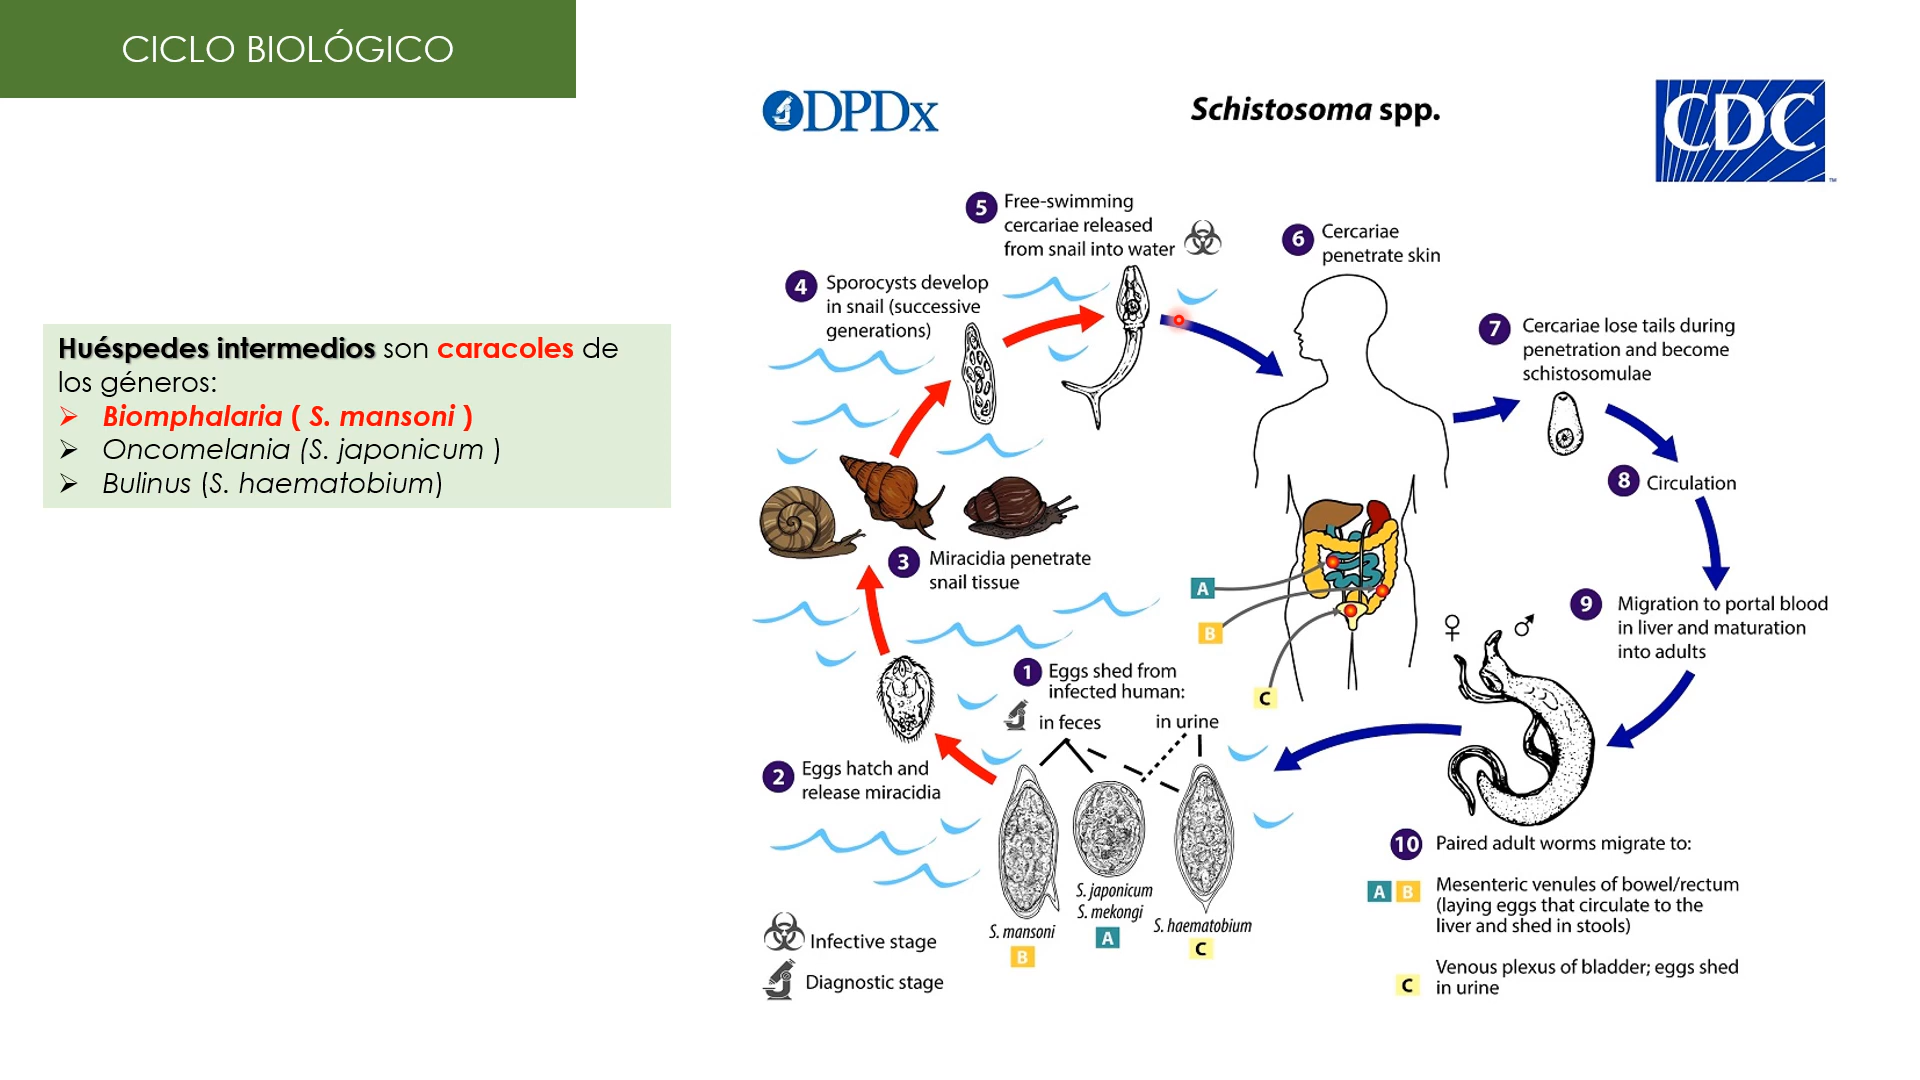 CICLO BIOLÓGICO
DPDx
Schistosoma spp.
CDC
TM
Huéspedes intermedios son caracoles de
los géneros:
➢ Biomphalaria ( S. mansoni )
➢ Oncomelania (S. japonicum )
➢ Bulinus (S. haematobium)
5
Free-swimming
cercariae released
from snail into water
6
Cercariae
penetrate skin
4
Sporocysts develop
in snail (successive
generations)
7
Cercariae lose tails during
penetration and become
schistosomulae
8
Circulation
3
Miracidia penetrate
snail tissue
A
B
C
9
Migration to portal blood
in liver and maturation
into adults
♀ ♂
1
Eggs shed from
infected human:
in feces
in urine
2
Eggs hatch and
release miracidia
S. mansoni
B
S. japonicum
S. mekongi
A
S. haematobium
C
10
Paired adult worms migrate to:
A B
Mesenteric venules of bowel/rectum
(laying eggs that circulate to the
liver and shed in stools)
C
Venous plexus of bladder; eggs shed
in urine
Infective stage
Diagnostic stage